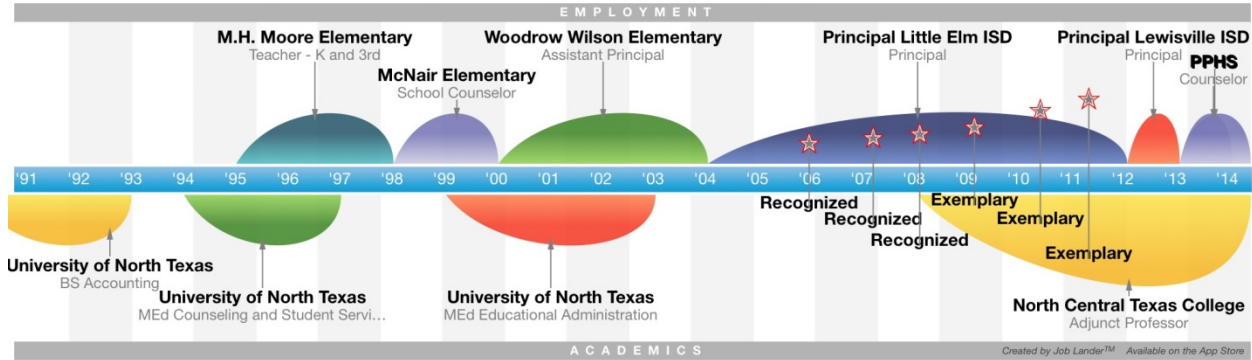 EMPLOYMENT
M.H. Moore Elementary
Teacher - K and 3rd
McNair Elementary
School Counselor
Woodrow Wilson Elementary
Assistant Principal
Principal Little Elm ISD
Principal
Principal Lewisville ISD
Principal
PPHS
Counselor
'91 '92 '93 '94 '95 '96 '97 '98 '99 '00 '01 '02 '03 '04 '05 '06 '07 '08 '09 '10 '11 '12 '13 '14
Recognized
Recognized
Recognized
Exemplary
Exemplary
Exemplary
University of North Texas
BS Accounting
University of North Texas
MEd Counseling and Student Servi...
University of North Texas
MEd Educational Administration
North Central Texas College
Adjunct Professor
ACADEMICS
Created by Job Lander™ Available on the App Store